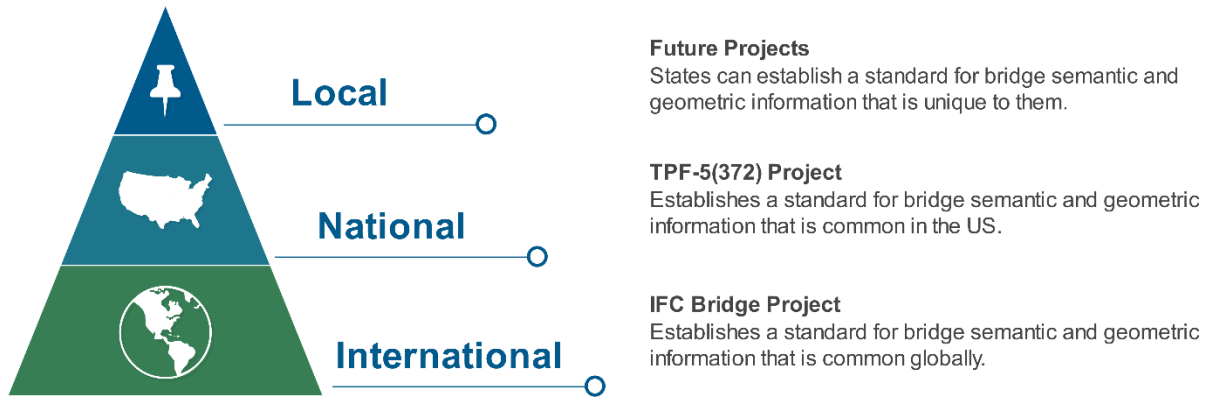 Local
Future Projects
States can establish a standard for bridge semantic and
geometric information that is unique to them.
National
TPF-5(372) Project
Establishes a standard for bridge semantic and geometric
information that is common in the US.
International
IFC Bridge Project
Establishes a standard for bridge semantic and geometric
information that is common globally.